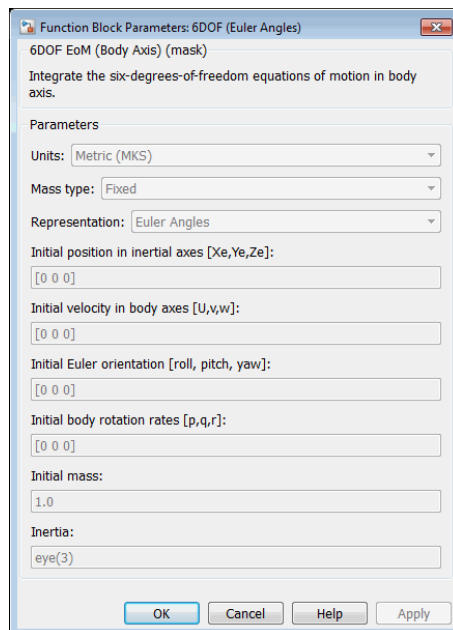 Function Block Parameters: 6DOF (Euler Angles)
6DOF EoM (Body Axis) (mask)
Integrate the six-degrees-of-freedom equations of motion in body
axis.
Parameters
Units: Metric (MKS)
Mass type: Fixed
Representation: Euler Angles
Initial position in inertial axes [Xe,Ye,Ze]:
[0 0 0]
Initial velocity in body axes [U,v,w]:
[0 0 0]
Initial Euler orientation [roll, pitch, yaw]:
[0 0 0]
Initial body rotation rates [p,q,r]:
[0 0 0]
Initial mass:
1.0
Inertia:
eye(3)
OK Cancel Help Apply